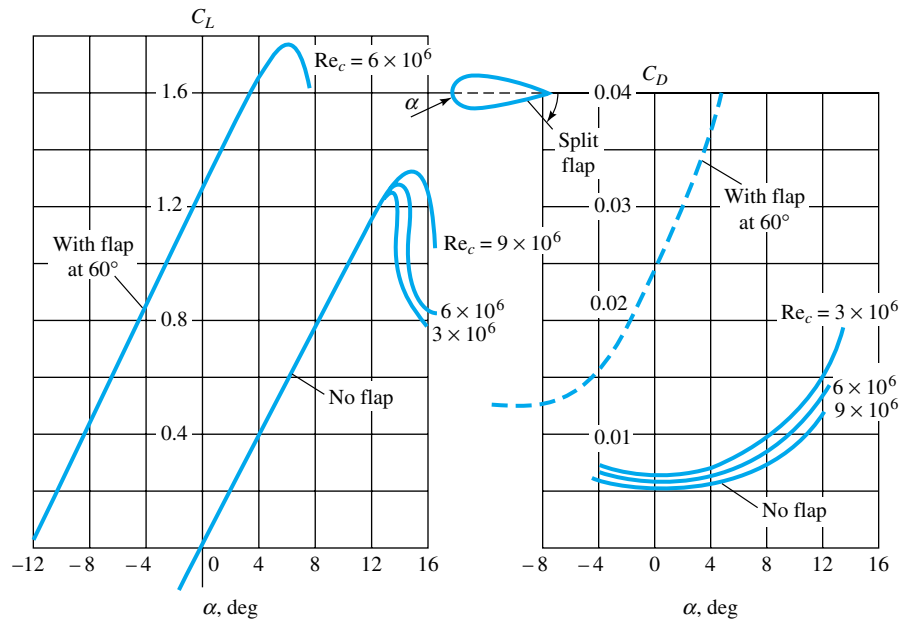 C_L
Re_c = 6 × 10^6
1.6
1.2
With flap
at 60°
Re_c = 9 × 10^6
0.8
6 × 10^6
3 × 10^6
No flap
0.4
−12
−8
−4
0
4
8
12
16
α, deg
C_D
α
0.04
Split
flap
With flap
at 60°
0.03
0.02
Re_c = 3 × 10^6
6 × 10^6
9 × 10^6
0.01
No flap
−8
−4
0
4
8
12
16
α, deg